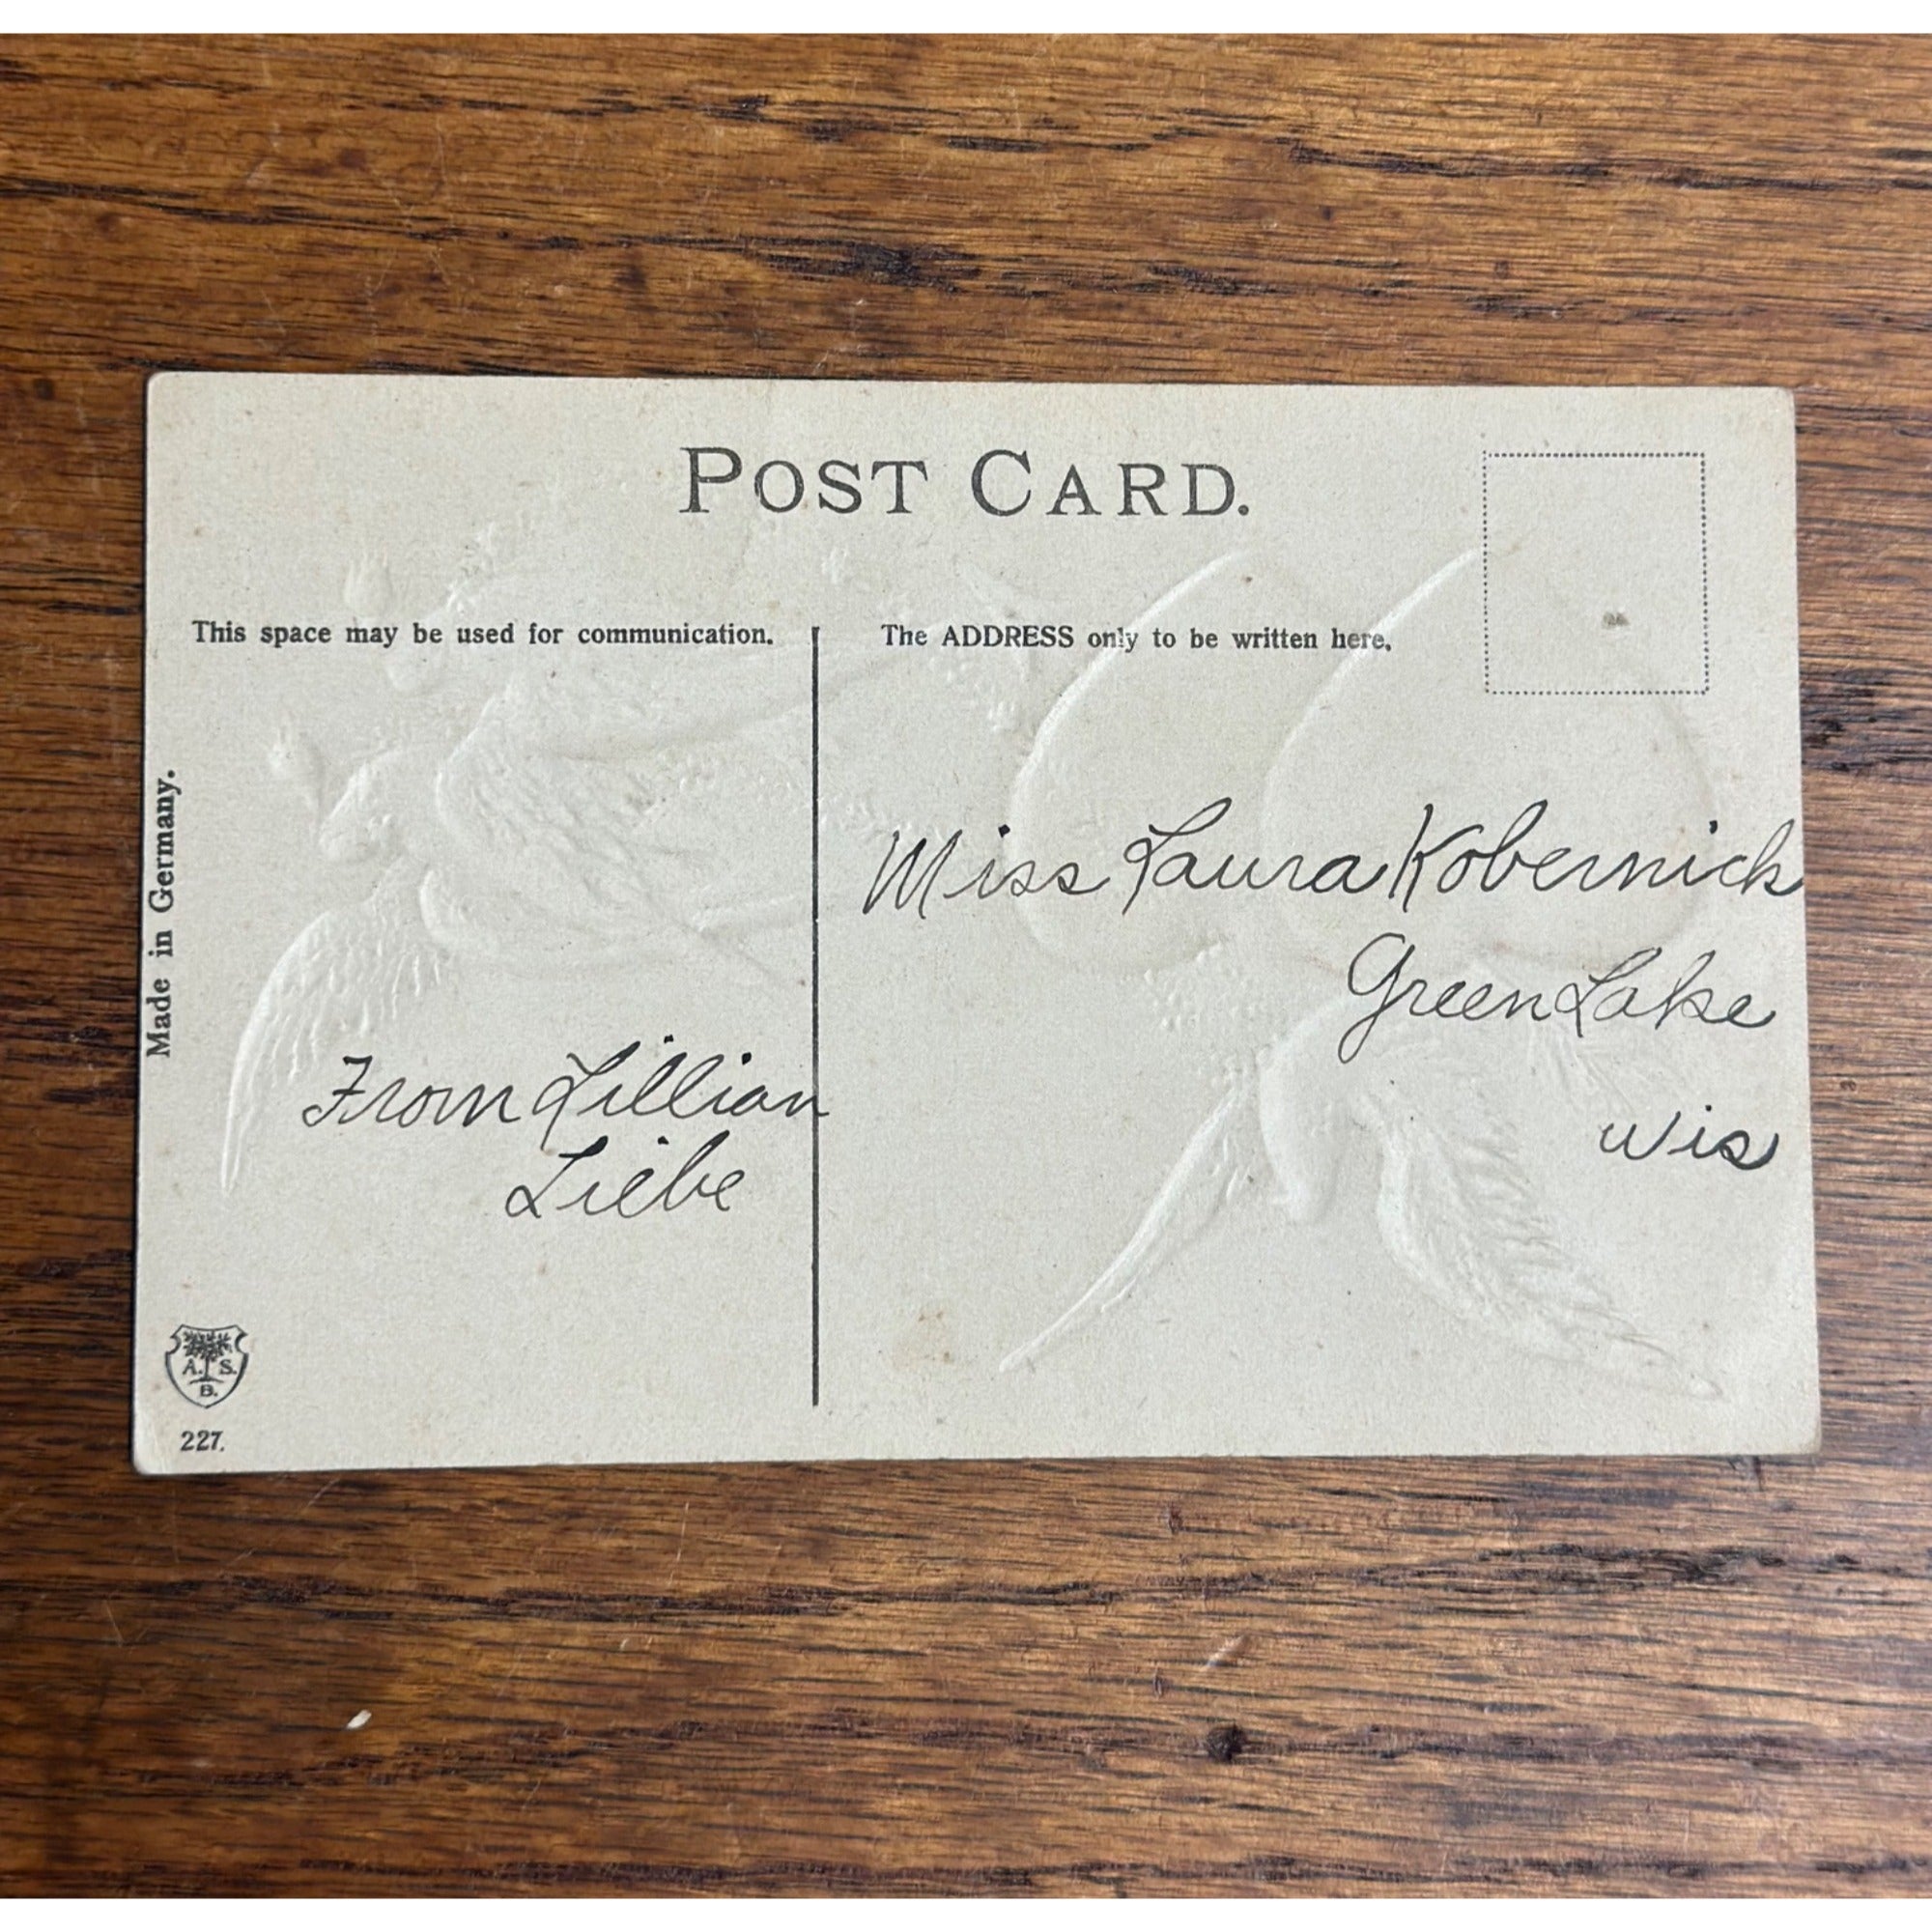 POST CARD.
This space may be used for communication.
The ADDRESS only to be written here.
Made in Germany.
Miss Laura Kobernick
Green Lake
Wis
From Lillian
Liebe
A. S.
B.
227.